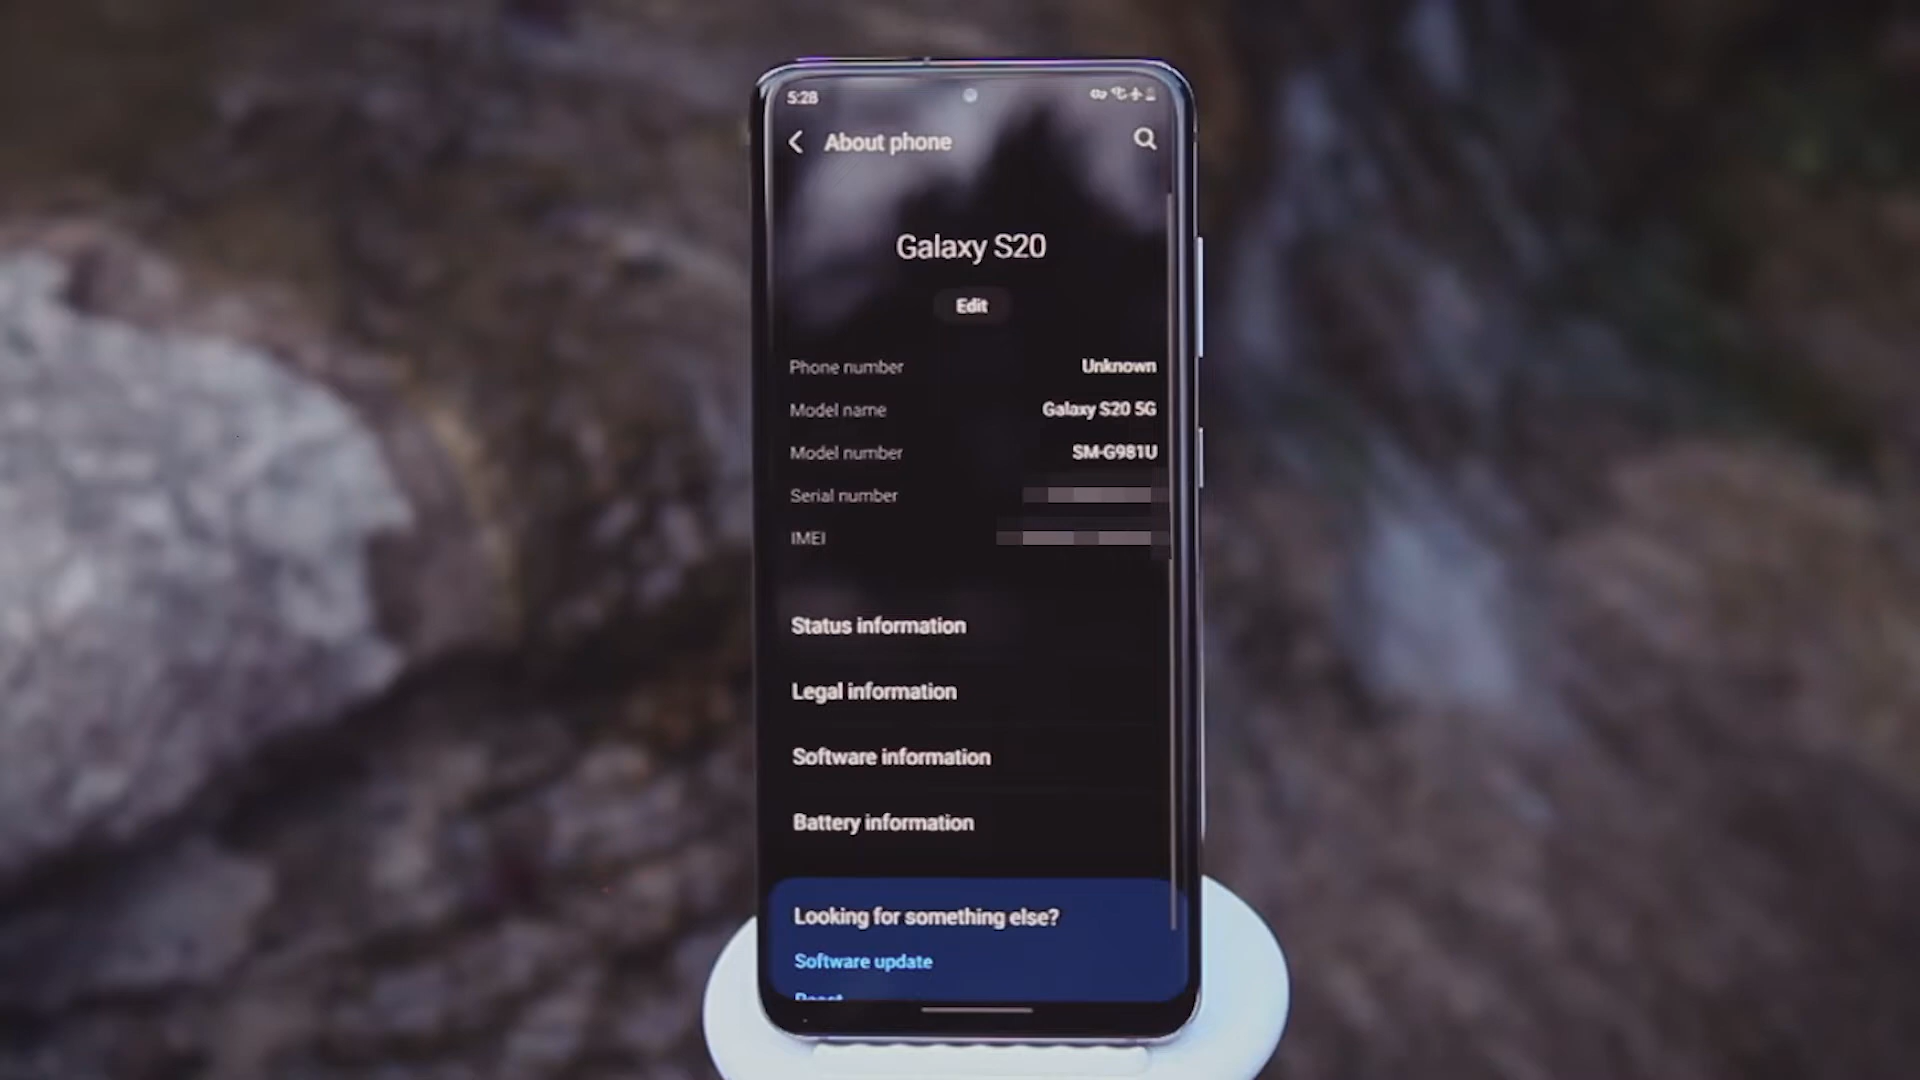 5:28
About phone
Galaxy S20
Edit
Phone number Unknown
Model name Galaxy S20 5G
Model number SM-G981U
Serial number
IMEI
Status information
Legal information
Software information
Battery information
Looking for something else?
Software update
Reset